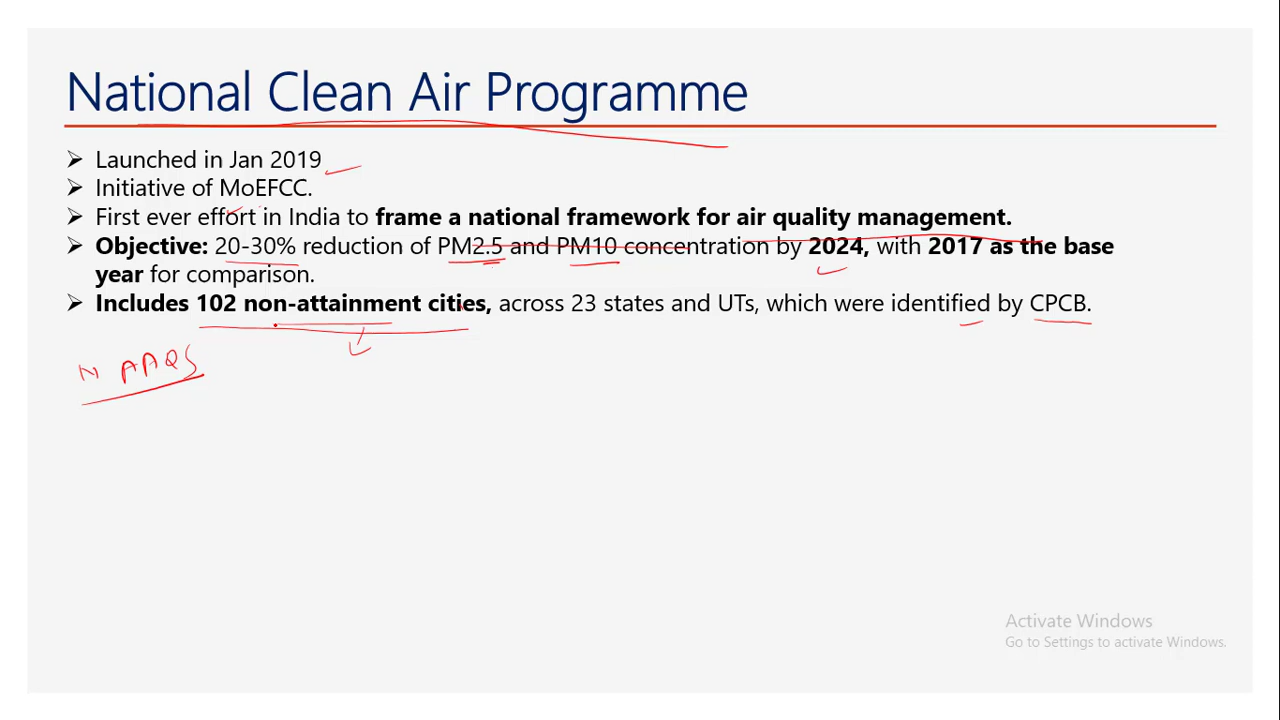 National Clean Air Programme
➢ Launched in Jan 2019
➢ Initiative of MoEFCC.
➢ First ever effort in India to frame a national framework for air quality management.
➢ Objective: 20-30% reduction of PM2.5 and PM10 concentration by 2024, with 2017 as the base
year for comparison.
➢ Includes 102 non-attainment cities, across 23 states and UTs, which were identified by CPCB.
N AAQS
Activate Windows
Go to Settings to activate Windows.